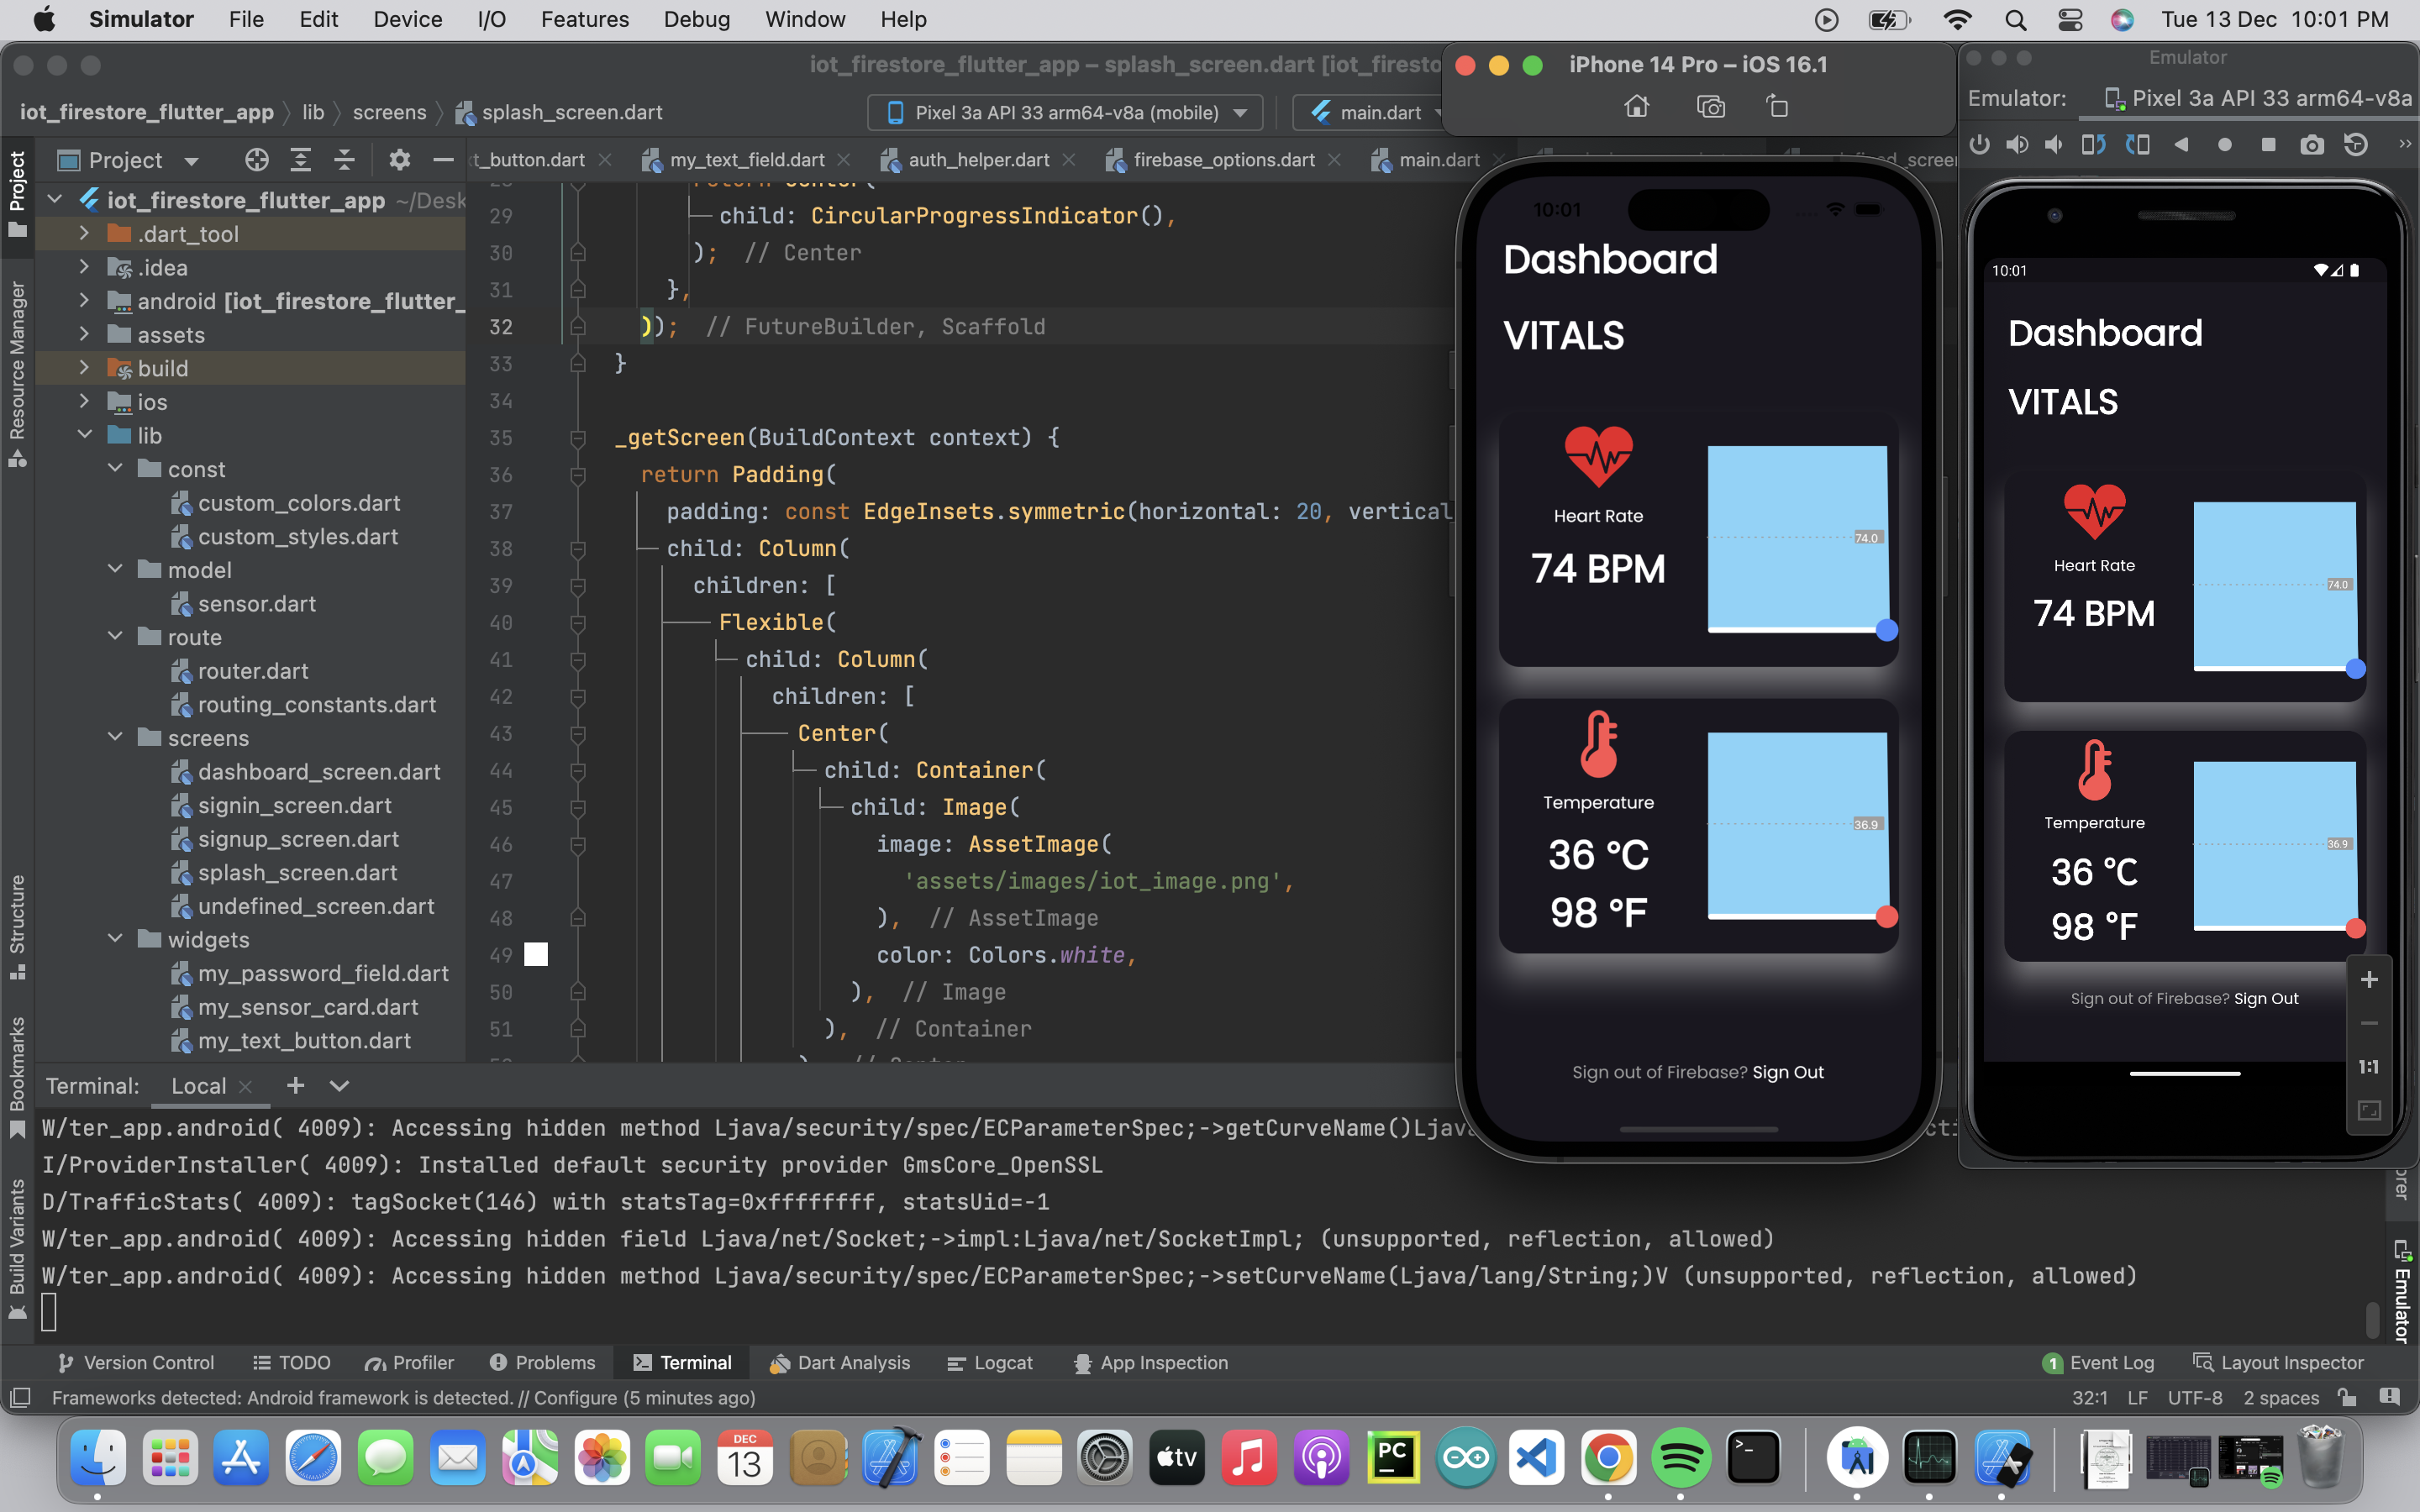 Simulator File Edit Device I/O Features Debug Window Help Tue 13 Dec 10:01 PM
iot_firestore_flutter_app – splash_screen.dart [iot_firesto
iot_firestore_flutter_app lib screens splash_screen.dart Pixel 3a API 33 arm64-v8a (mobile) main.dart
Project my_text_field.dart auth_helper.dart firebase_options.dart main.dart
t_button.dart
Project
Resource Manager
Structure
Bookmarks
Build Variants
iot_firestore_flutter_app ~/Desk
.dart_tool
.idea
android [iot_firestore_flutter_
assets
build
ios
lib
const
custom_colors.dart
custom_styles.dart
model
sensor.dart
route
router.dart
routing_constants.dart
screens
dashboard_screen.dart
signin_screen.dart
signup_screen.dart
splash_screen.dart
undefined_screen.dart
widgets
my_password_field.dart
my_sensor_card.dart
my_text_button.dart
29 child: CircularProgressIndicator(),
30 ); // Center
31 },
32 )); // FutureBuilder, Scaffold
33 }
34
35 _getScreen(BuildContext context) {
36 return Padding(
37 padding: const EdgeInsets.symmetric(horizontal: 20, vertical
38 child: Column(
39 children: [
40 Flexible(
41 child: Column(
42 children: [
43 Center(
44 child: Container(
45 child: Image(
46 image: AssetImage(
47 'assets/images/iot_image.png',
48 ), // AssetImage
49 color: Colors.white,
50 ), // Image
51 ), // Container
iPhone 14 Pro – iOS 16.1
10:01
Dashboard
VITALS
Heart Rate
74 BPM
74.0
Temperature
36 °C
98 °F
36.9
Sign out of Firebase? Sign Out
Emulator
Emulator: Pixel 3a API 33 arm64-v8a
10:01
Dashboard
VITALS
Heart Rate
74 BPM
74.0
Temperature
36 °C
98 °F
36.9
Sign out of Firebase? Sign Out
1:1
Terminal: Local
W/ter_app.android( 4009): Accessing hidden method Ljava/security/spec/ECParameterSpec;->getCurveName()Ljava
I/ProviderInstaller( 4009): Installed default security provider GmsCore_OpenSSL
D/TrafficStats( 4009): tagSocket(146) with statsTag=0xffffffff, statsUid=-1
W/ter_app.android( 4009): Accessing hidden field Ljava/net/Socket;->impl:Ljava/net/SocketImpl; (unsupported, reflection, allowed)
W/ter_app.android( 4009): Accessing hidden method Ljava/security/spec/ECParameterSpec;->setCurveName(Ljava/lang/String;)V (unsupported, reflection, allowed)
Emulator
Version Control TODO Profiler Problems Terminal Dart Analysis Logcat App Inspection 1 Event Log Layout Inspector
Frameworks detected: Android framework is detected. // Configure (5 minutes ago) 32:1 LF UTF-8 2 spaces
DEC
13
tv
PC